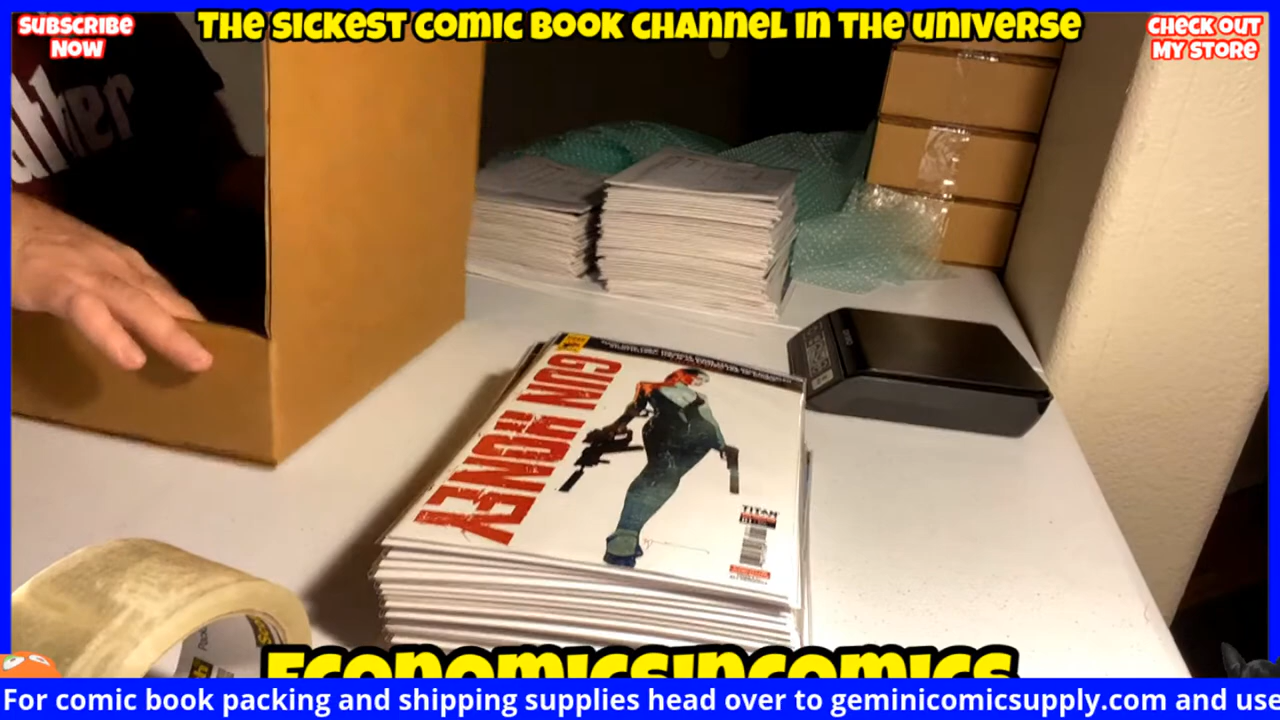 SUBSCRIBE
NOW
THE SICKEST COMIC BOOK CHANNEL IN THE UNIVERSE
CHECK OUT
MY STORE
GUN HONEY
TITAN
ECONOMICSINCOMICS
For comic book packing and shipping supplies head over to geminicomicsupply.com and use